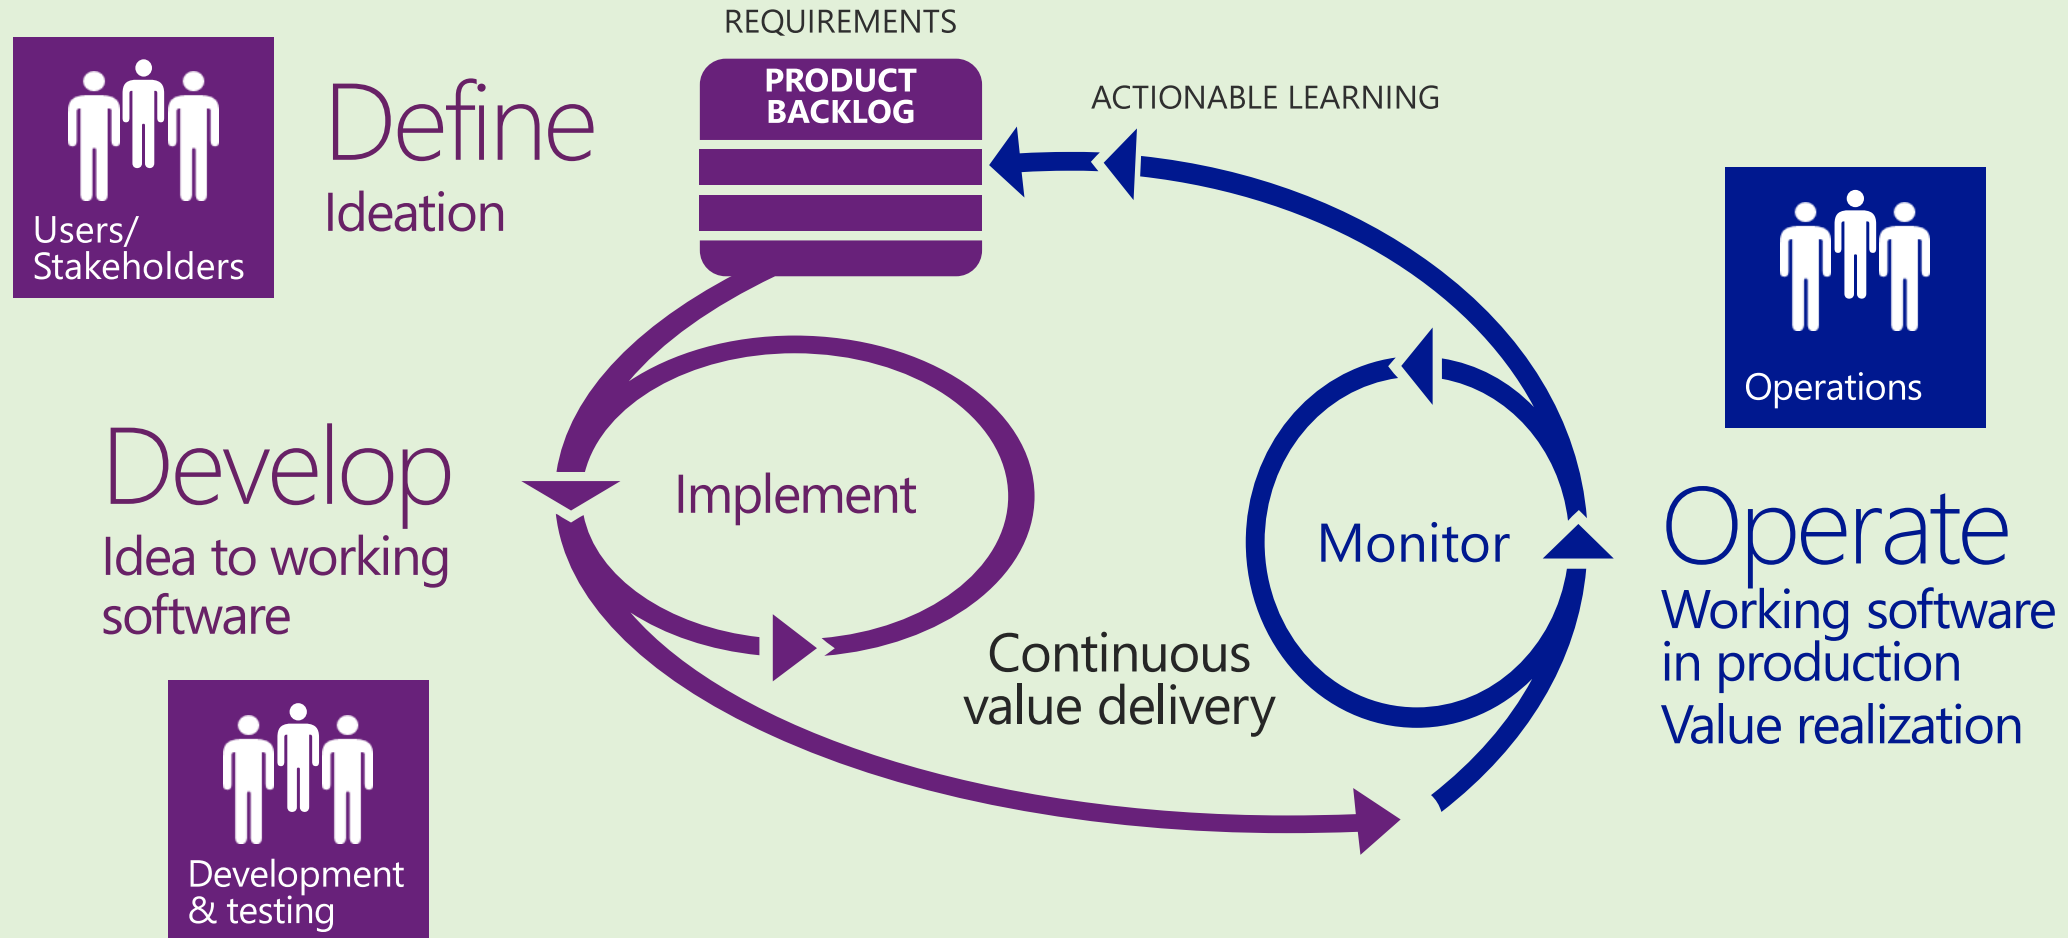 REQUIREMENTS
PRODUCT
BACKLOG
ACTIONABLE LEARNING
Users/
Stakeholders
Define
Ideation
Operations
Develop
Idea to working
software
Implement
Monitor
Operate
Working software
in production
Value realization
Continuous
value delivery
Development
& testing